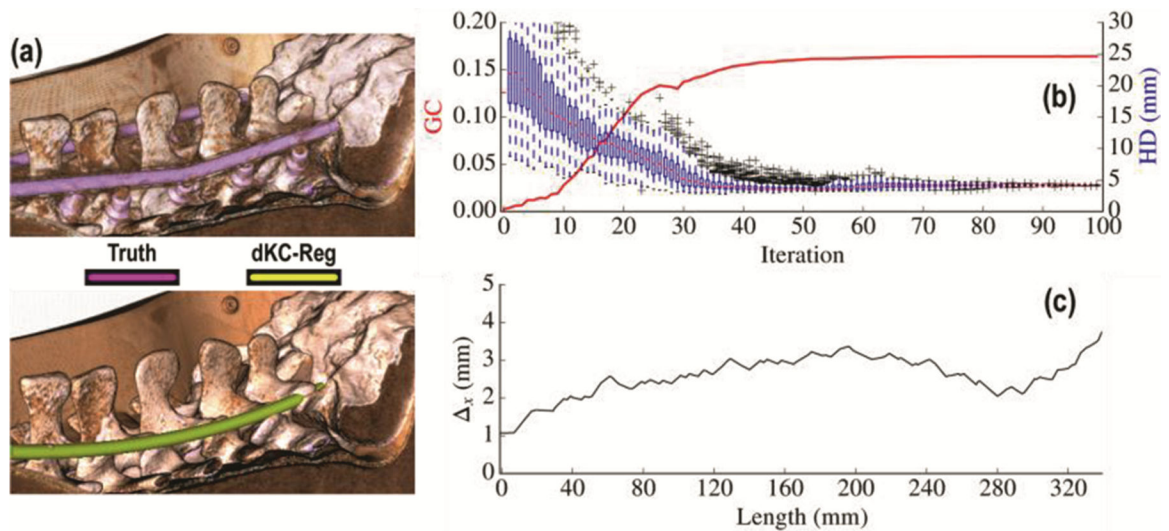 (a)
Truth
dKC-Reg
0.20
0.15
0.10
0.05
0.00
GC
30
25
20
15
10
5
0
HD (mm)
(b)
0 10 20 30 40 50 60 70 80 90 100
Iteration
(c)
5
4
3
2
1
0
Δx (mm)
0 40 80 120 160 200 240 280 320
Length (mm)